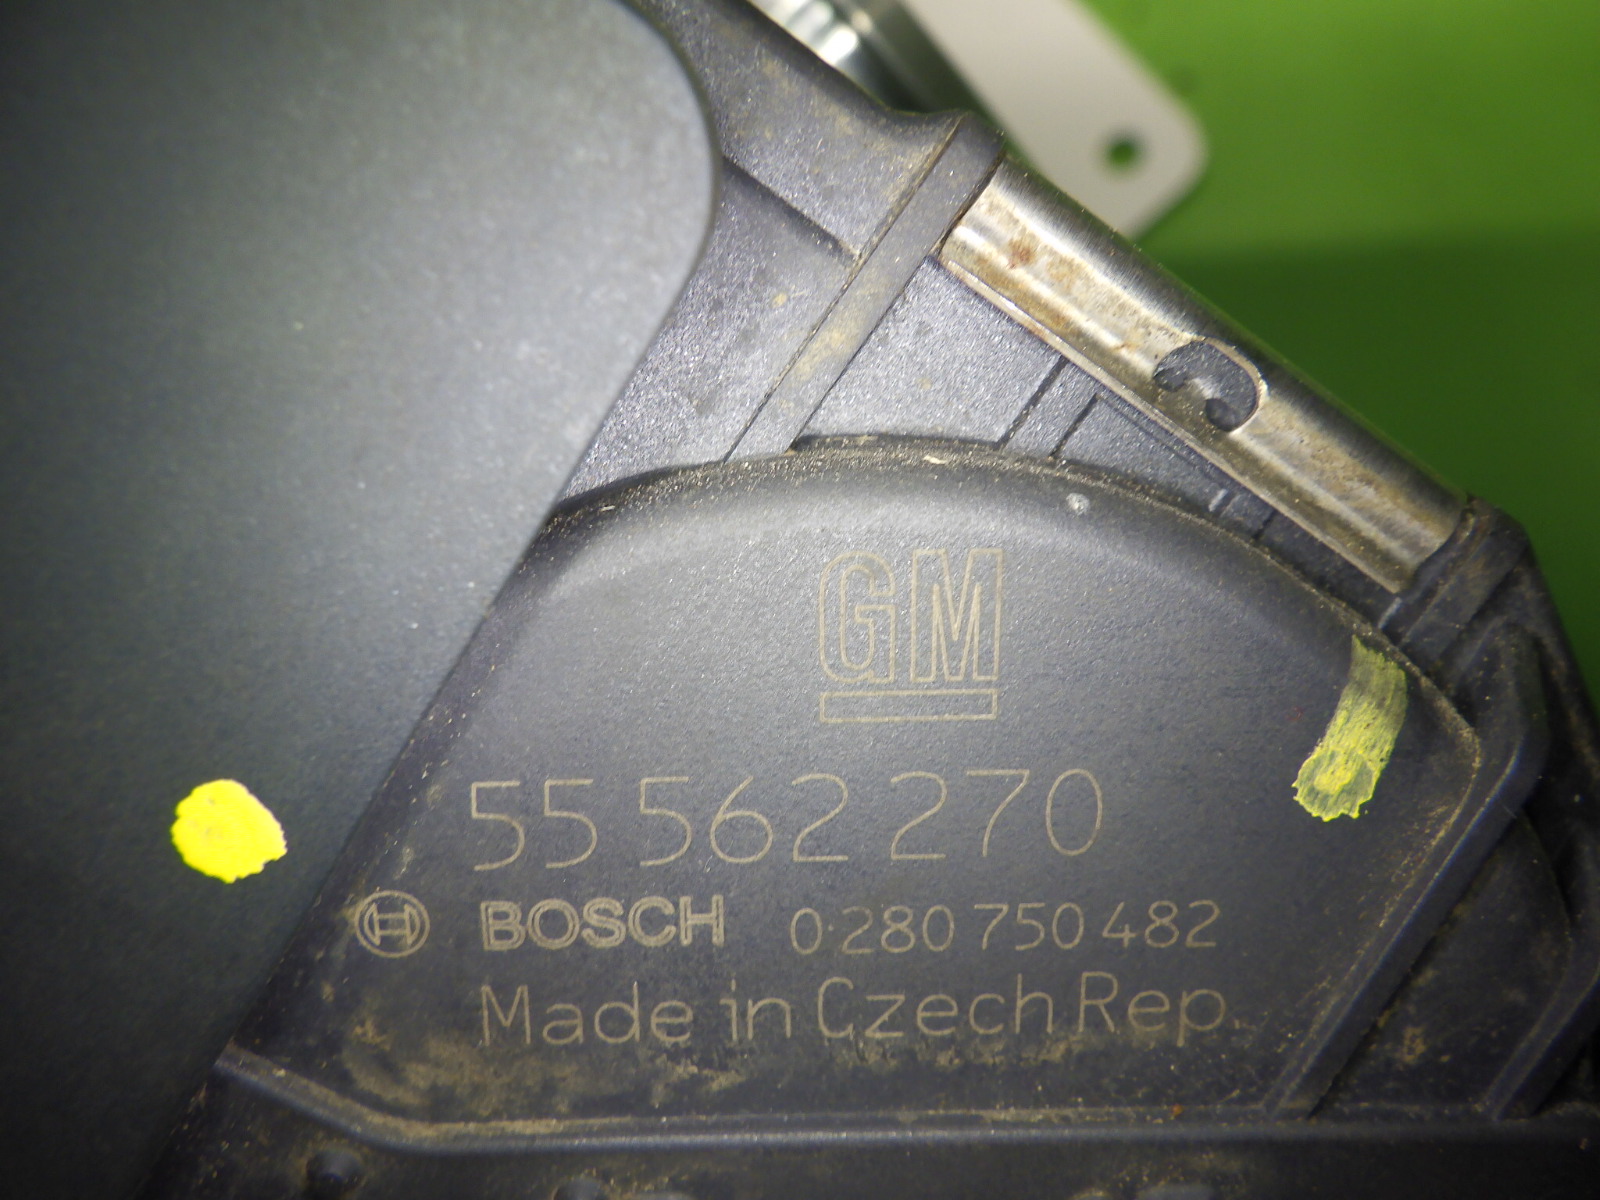 GM
55 562 270
BOSCH 0 280 750 482
Made in Czech Rep.